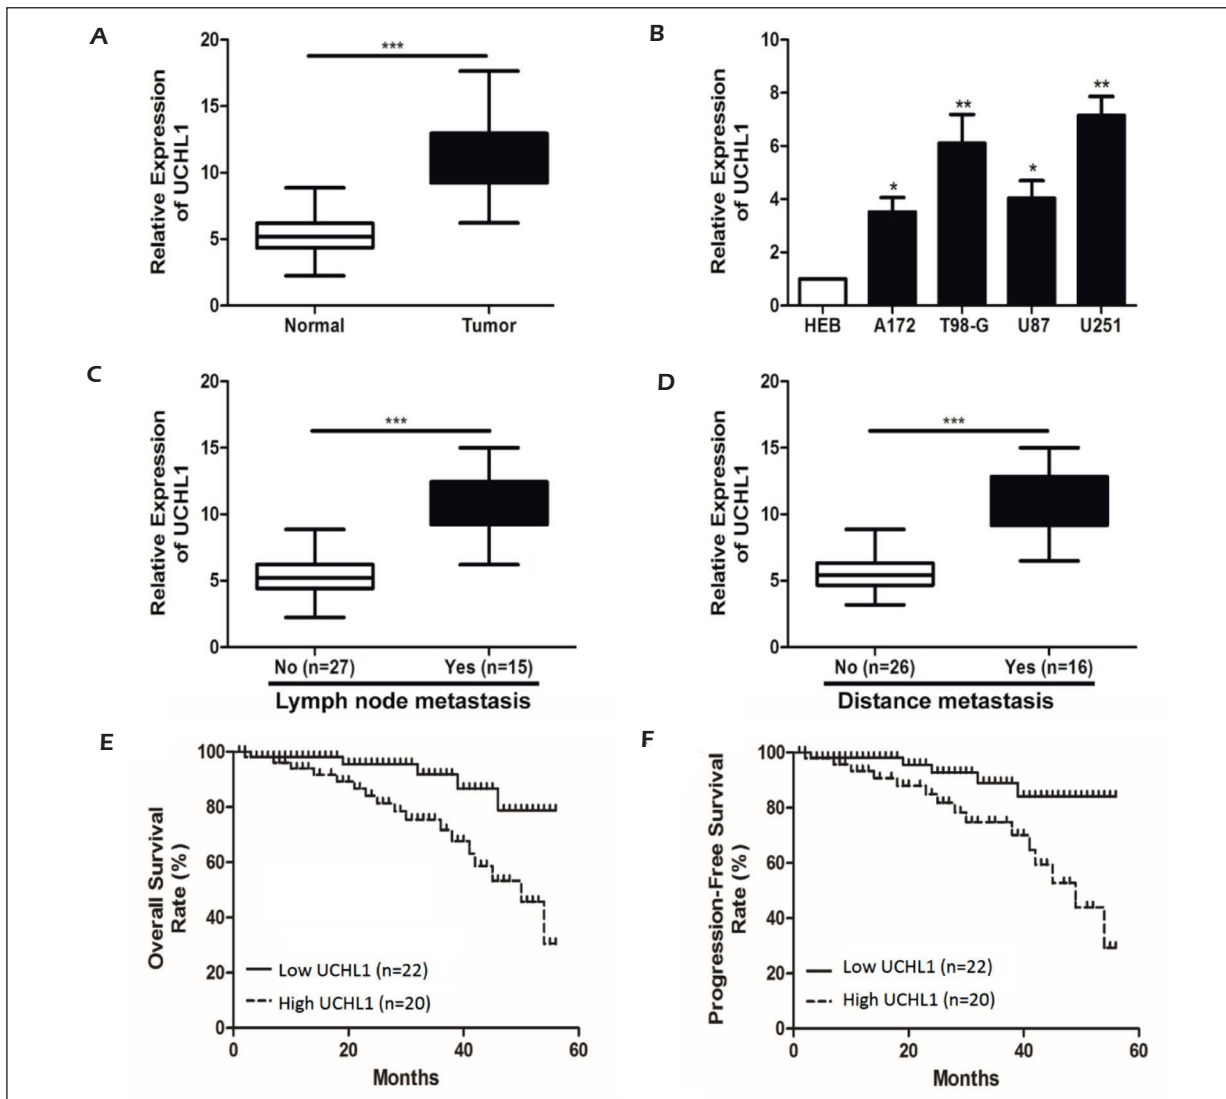 A
Relative Expression
of UCHL1
20
15
10
5
0
***
Normal
Tumor
B
Relative Expression
of UCHL1
10
8
6
4
2
0
*
**
*
**
HEB
A172
T98-G
U87
U251
C
Relative Expression
of UCHL1
20
15
10
5
0
***
No (n=27)
Yes (n=15)
Lymph node metastasis
D
Relative Expression
of UCHL1
20
15
10
5
0
***
No (n=26)
Yes (n=16)
Distance metastasis
E
Overall Survival
Rate (%)
100
80
60
40
20
0
Low UCHL1 (n=22)
High UCHL1 (n=20)
0
20
40
60
Months
F
Progression-Free Survival
Rate (%)
100
80
60
40
20
0
Low UCHL1 (n=22)
High UCHL1 (n=20)
0
20
40
60
Months